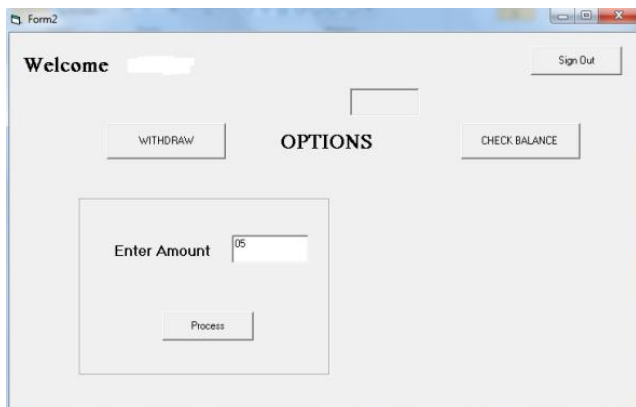 Form2
Welcome
Sign Out
WITHDRAW
OPTIONS
CHECK BALANCE
Enter Amount
05
Process